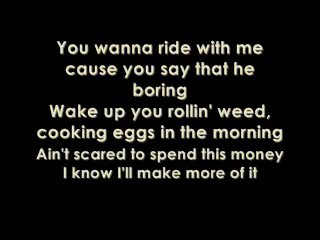 You wanna ride with me
cause you say that he
boring
Wake up you rollin' weed,
cooking eggs in the morning
Ain't scared to spend this money
I know I'll make more of it